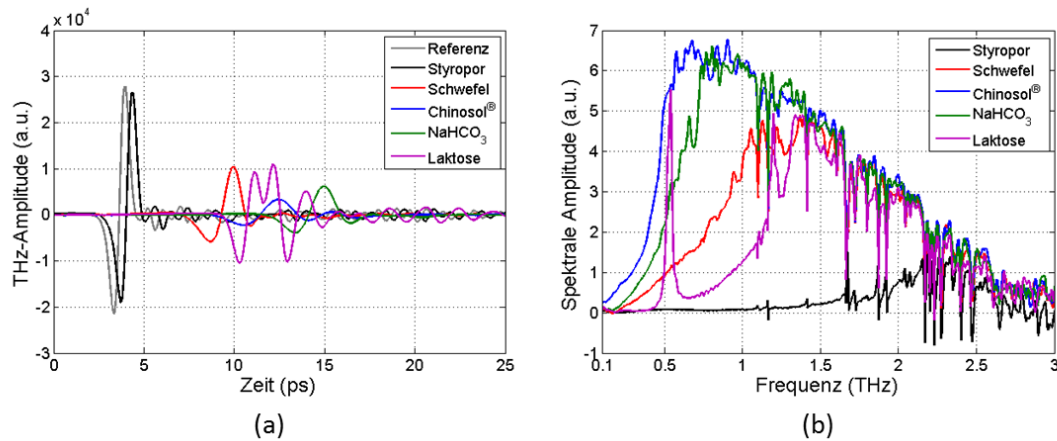 x 10⁴
4
3
2
1
0
-1
-2
-3
0 5 10 15 20 25
THz-Amplitude (a.u.)
Zeit (ps)
Referenz
Styropor
Schwefel
Chinosol®
NaHCO₃
Laktose
(a)
7
6
5
4
3
2
1
0
-1
0.1 0.5 1 1.5 2 2.5 3
Spektrale Amplitude (a.u.)
Frequenz (THz)
Styropor
Schwefel
Chinosol®
NaHCO₃
Laktose
(b)